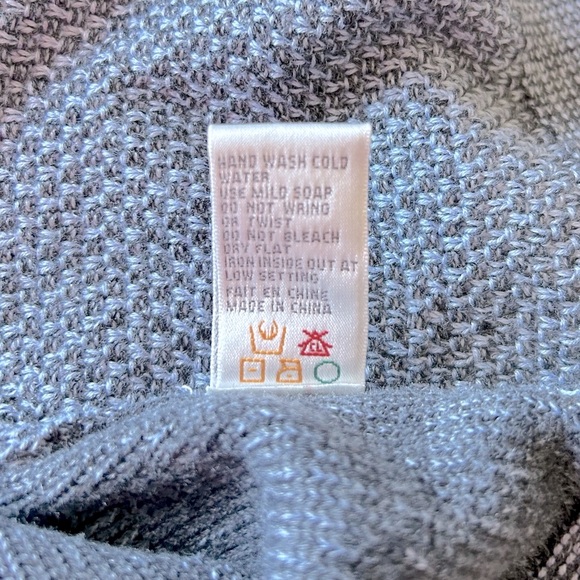 HAND WASH COLD
WATER
USE MILD SOAP
DO NOT WRING
OR TWIST
DO NOT BLEACH
DRY FLAT
IRON INSIDE OUT AT
LOW SETTING
FAIT EN CHINE
MADE IN CHINA
CL